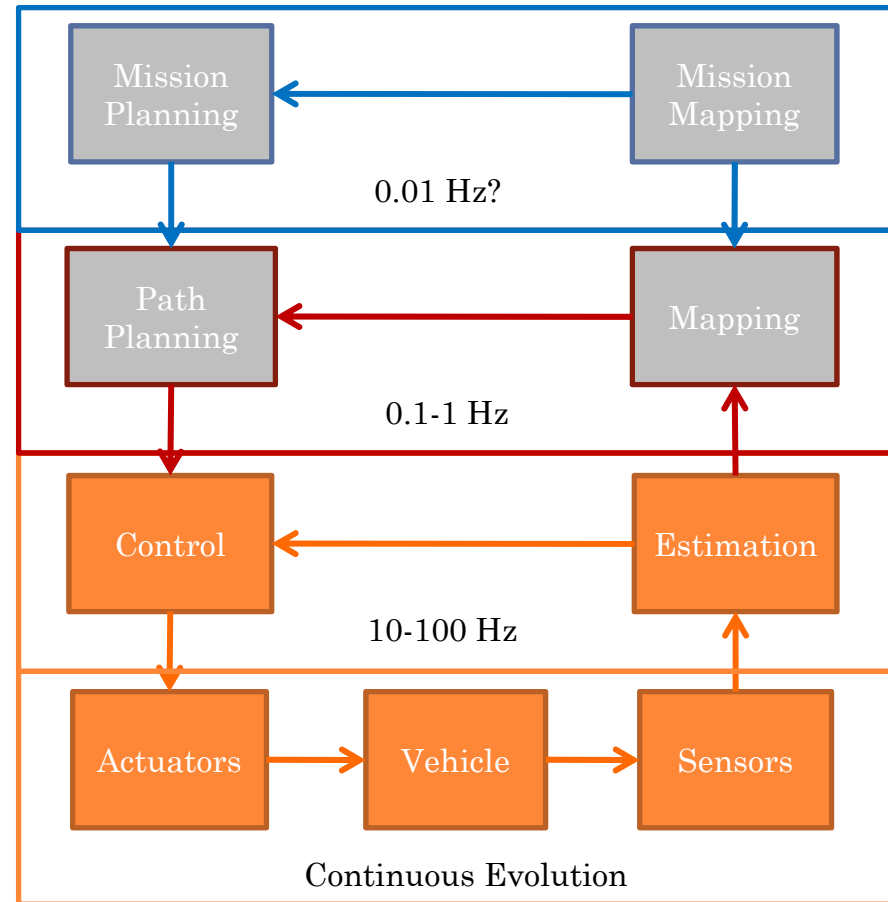 Mission
Planning
Mission
Mapping
0.01 Hz?
Path
Planning
Mapping
0.1-1 Hz
Control
Estimation
10-100 Hz
Actuators
Vehicle
Sensors
Continuous Evolution